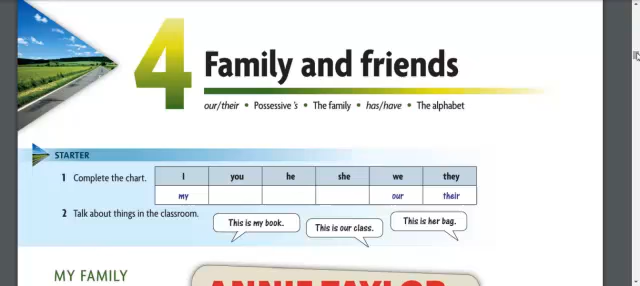 4 Family and friends
our/their • Possessive 's • The family • has/have • The alphabet
STARTER
1 Complete the chart.
I you he she we they
my our their
2 Talk about things in the classroom.
This is my book.
This is our class.
This is her bag.
MY FAMILY
ANNIE TAYLOR